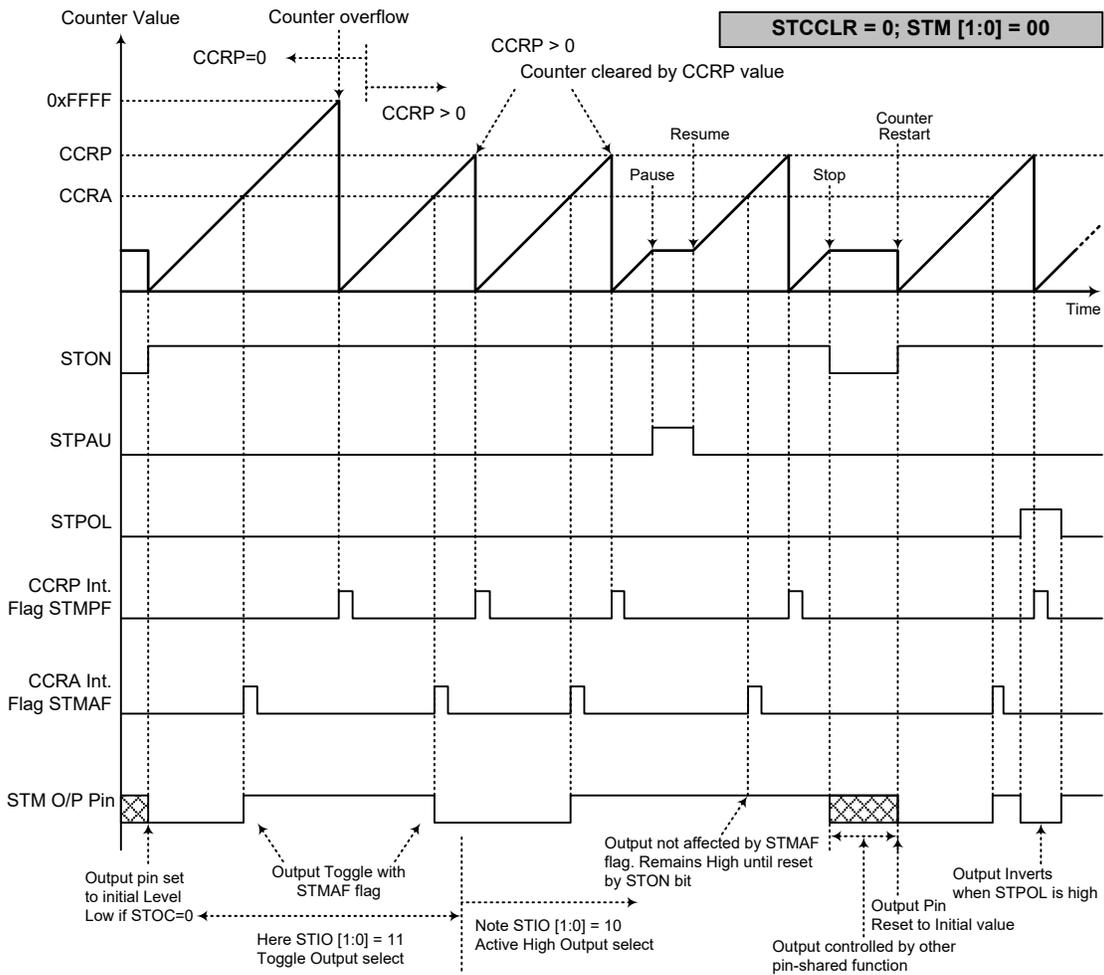 Counter Value
Counter overflow
STCCLR = 0; STM [1:0] = 00
CCRP=0
CCRP > 0
CCRP > 0
Counter cleared by CCRP value
0xFFFF
CCRP
CCRA
Pause
Resume
Stop
Counter
Restart
Time
STON
STPAU
STPOL
CCRP Int.
Flag STMPF
CCRA Int.
Flag STMAF
STM O/P Pin
Output pin set
to initial Level
Low if STOC=0
Output Toggle with
STMAF flag
Here STIO [1:0] = 11
Toggle Output select
Note STIO [1:0] = 10
Active High Output select
Output not affected by STMAF
flag. Remains High until reset
by STON bit
Output controlled by other
pin-shared function
Output Pin
Reset to Initial value
Output Inverts
when STPOL is high